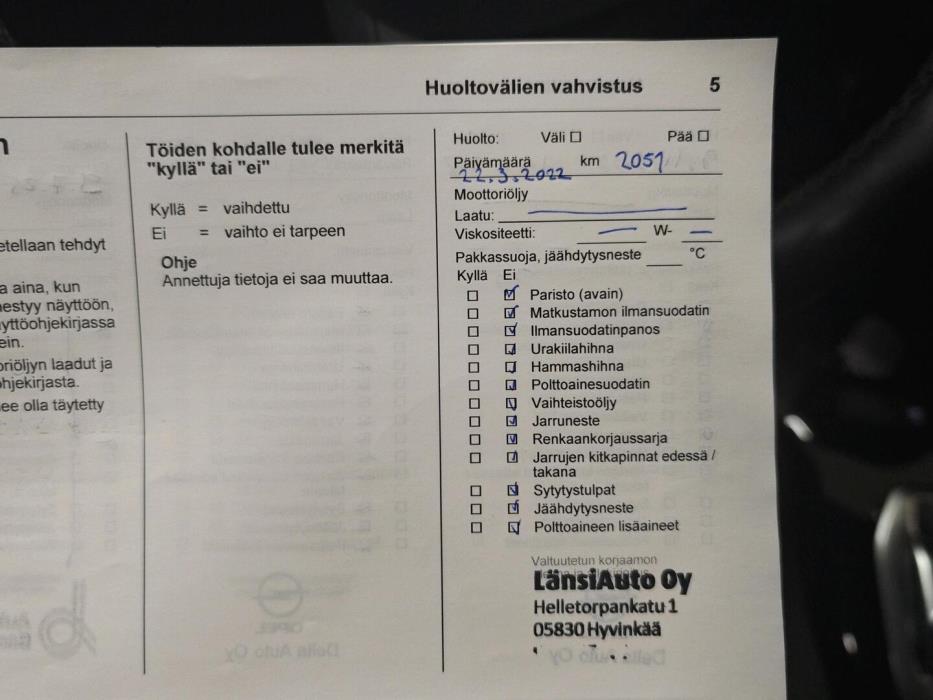 Huoltovälien vahvistus 5
etellaan tehdyt
a aina, kun
nestyy näyttöön,
yttöohjekirjassa
ein.
oriöljyn laadut ja
ohjekirjasta.
ee olla täytetty
Töiden kohdalle tulee merkitä
"kyllä" tai "ei"
Kyllä = vaihdettu
Ei = vaihto ei tarpeen
Ohje
Annettuja tietoja ei saa muuttaa.
Huolto: Väli ☐ Pää ☐
Päivämäärä km 2051
22.3.2022
Moottoriöljy
Laatu: —
Viskositeetti: — W- —
Pakkassuoja, jäähdytysneste ____ °C
Kyllä Ei
☐ ☑ Paristo (avain)
☐ ☑ Matkustamon ilmansuodatin
☐ ☑ Ilmansuodatinpanos
☐ ☑ Urakiilahihna
☐ ☑ Hammashihna
☐ ☑ Polttoainesuodatin
☐ ☑ Vaihteistoöljy
☐ ☑ Jarruneste
☐ ☑ Renkaankorjaussarja
☐ ☑ Jarrujen kitkapinnat edessä /
takana
☐ ☑ Sytytystulpat
☐ ☑ Jäähdytysneste
☐ ☑ Polttoaineen lisäaineet
Valtuutetun korjaamon
LänsiAuto Oy
Helletorpankatu 1
05830 Hyvinkää